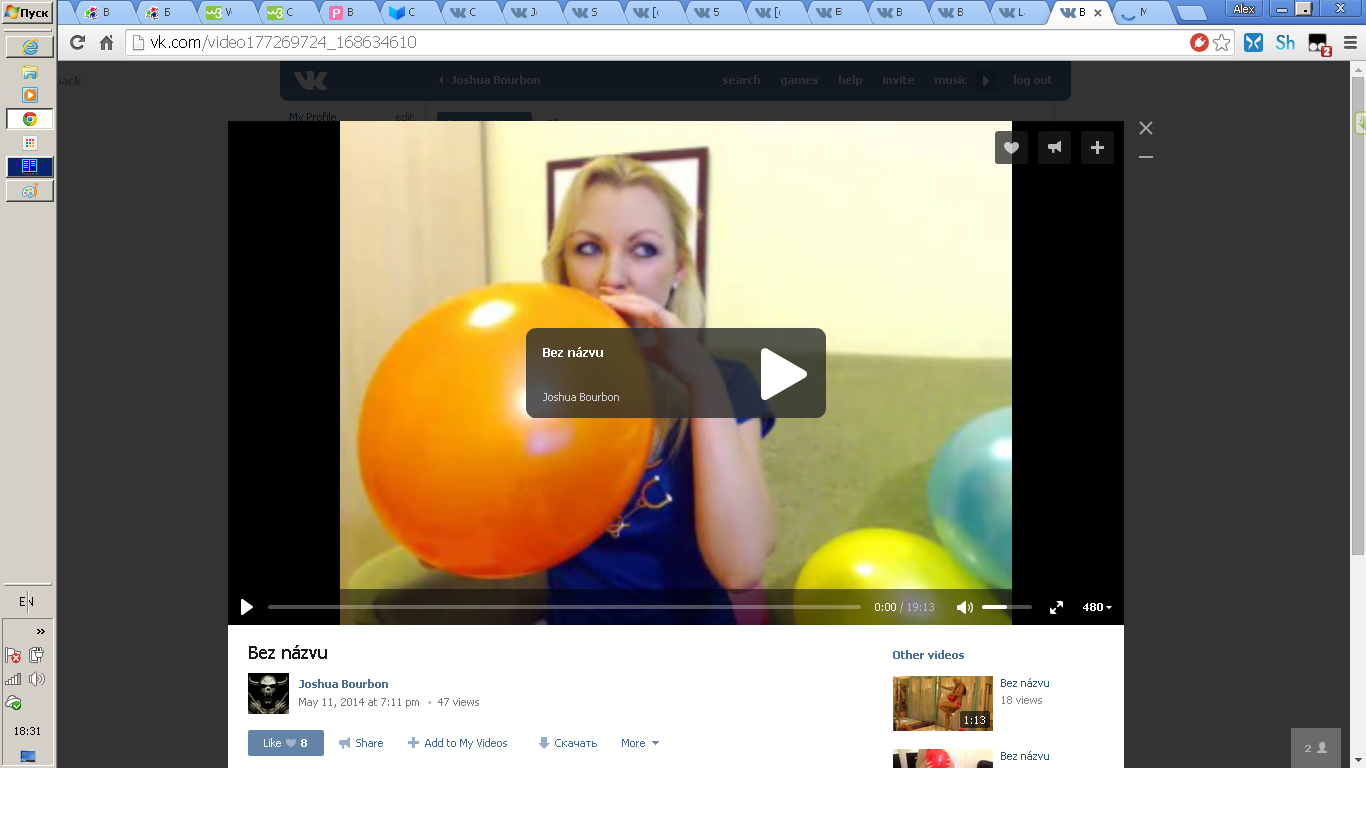 Пуск
В
Б
W
С
В
С
С
J
S
[c
5
[c
Е
В
В
L
В
М
Alex
vk.com/video177269724_168634610
Sh
2
back
Joshua Bourbon
search
games
help
invite
music
log out
My Profile
edit
Bez názvu
Joshua Bourbon
0:00 / 19:13
480
Bez názvu
Joshua Bourbon
May 11, 2014 at 7:11 pm • 47 views
Like 8
Share
Add to My Videos
Скачать
More
Other videos
Bez názvu
18 views
1:13
Bez názvu
EN
»
18:31
2